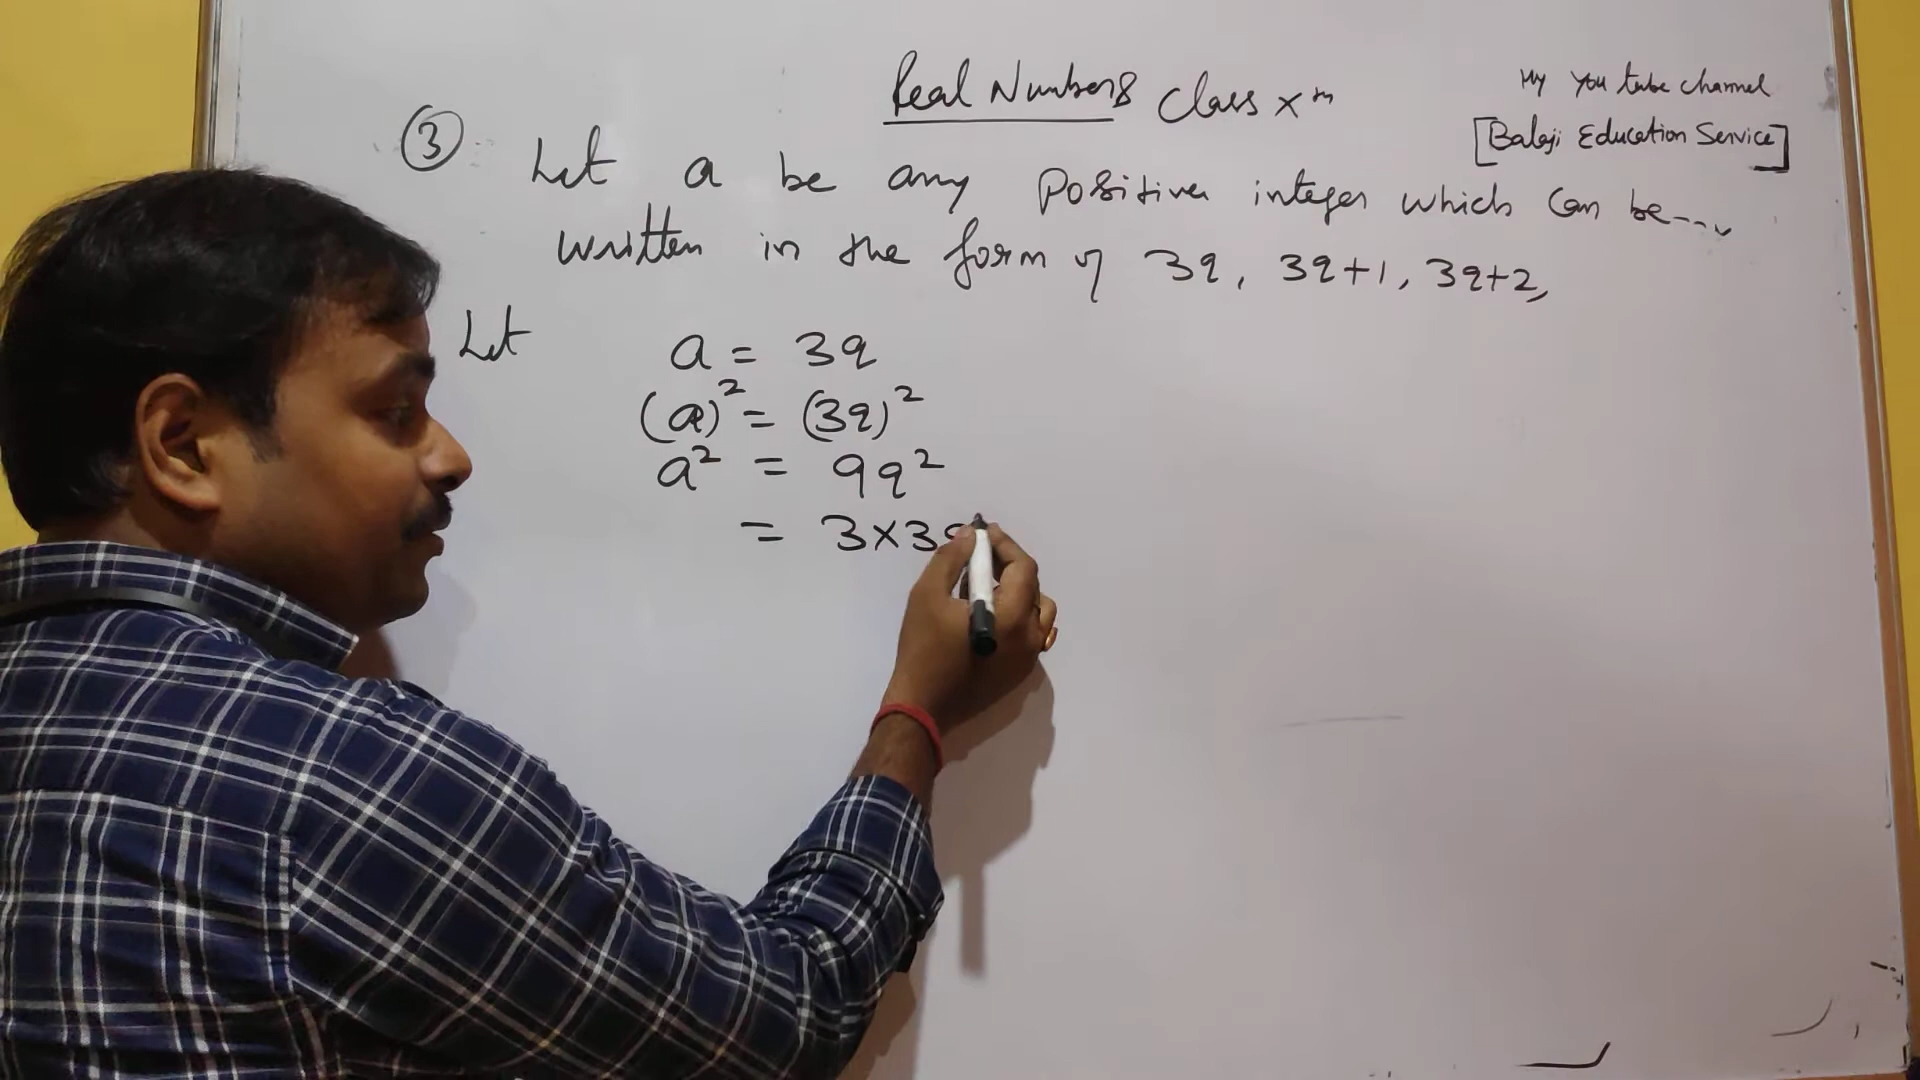 Real Numbers Class Xth
My You tube channel
[Balaji Education Service]
3 Let a be any Positive integer which can be---
written in the form of 3q, 3q+1, 3q+2,
Let a = 3q
(a)² = (3q)²
a² = 9q²
= 3×3q